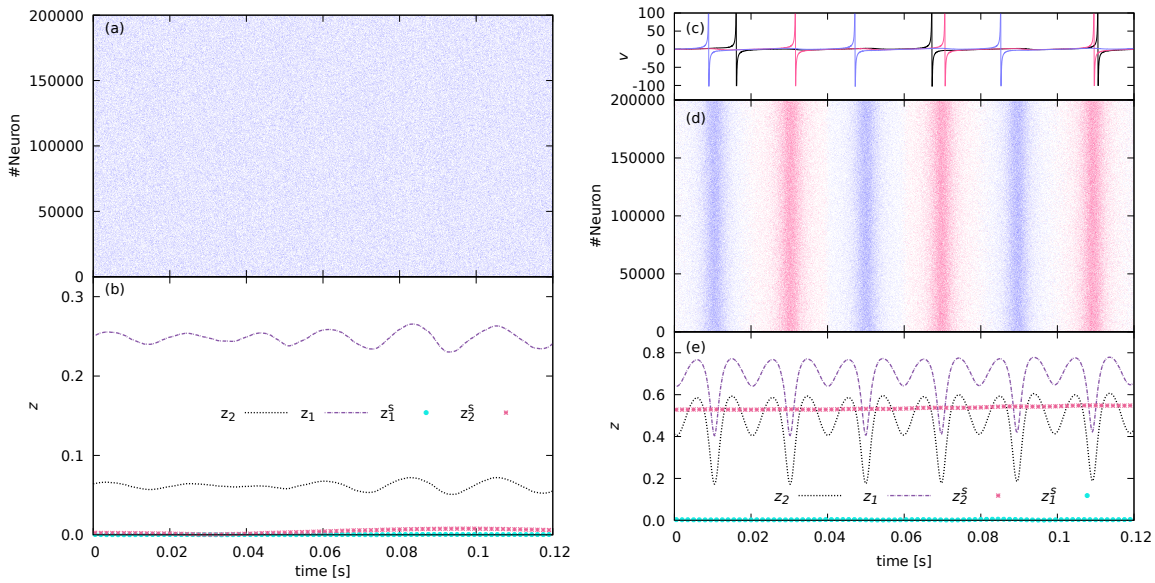 (a)
#Neuron
200000
150000
100000
50000
0
(b)
z
0.3
0.2
0.1
0.0
z₂ z₁ z₁ˢ z₂ˢ
0 0.02 0.04 0.06 0.08 0.1 0.12
time [s]
(c)
v
100
50
0
-50
-100
(d)
#Neuron
200000
150000
100000
50000
0
(e)
z
0.8
0.6
0.4
0.2
0.0
z₂ z₁ z₂ˢ z₁ˢ
0 0.02 0.04 0.06 0.08 0.1 0.12
time [s]